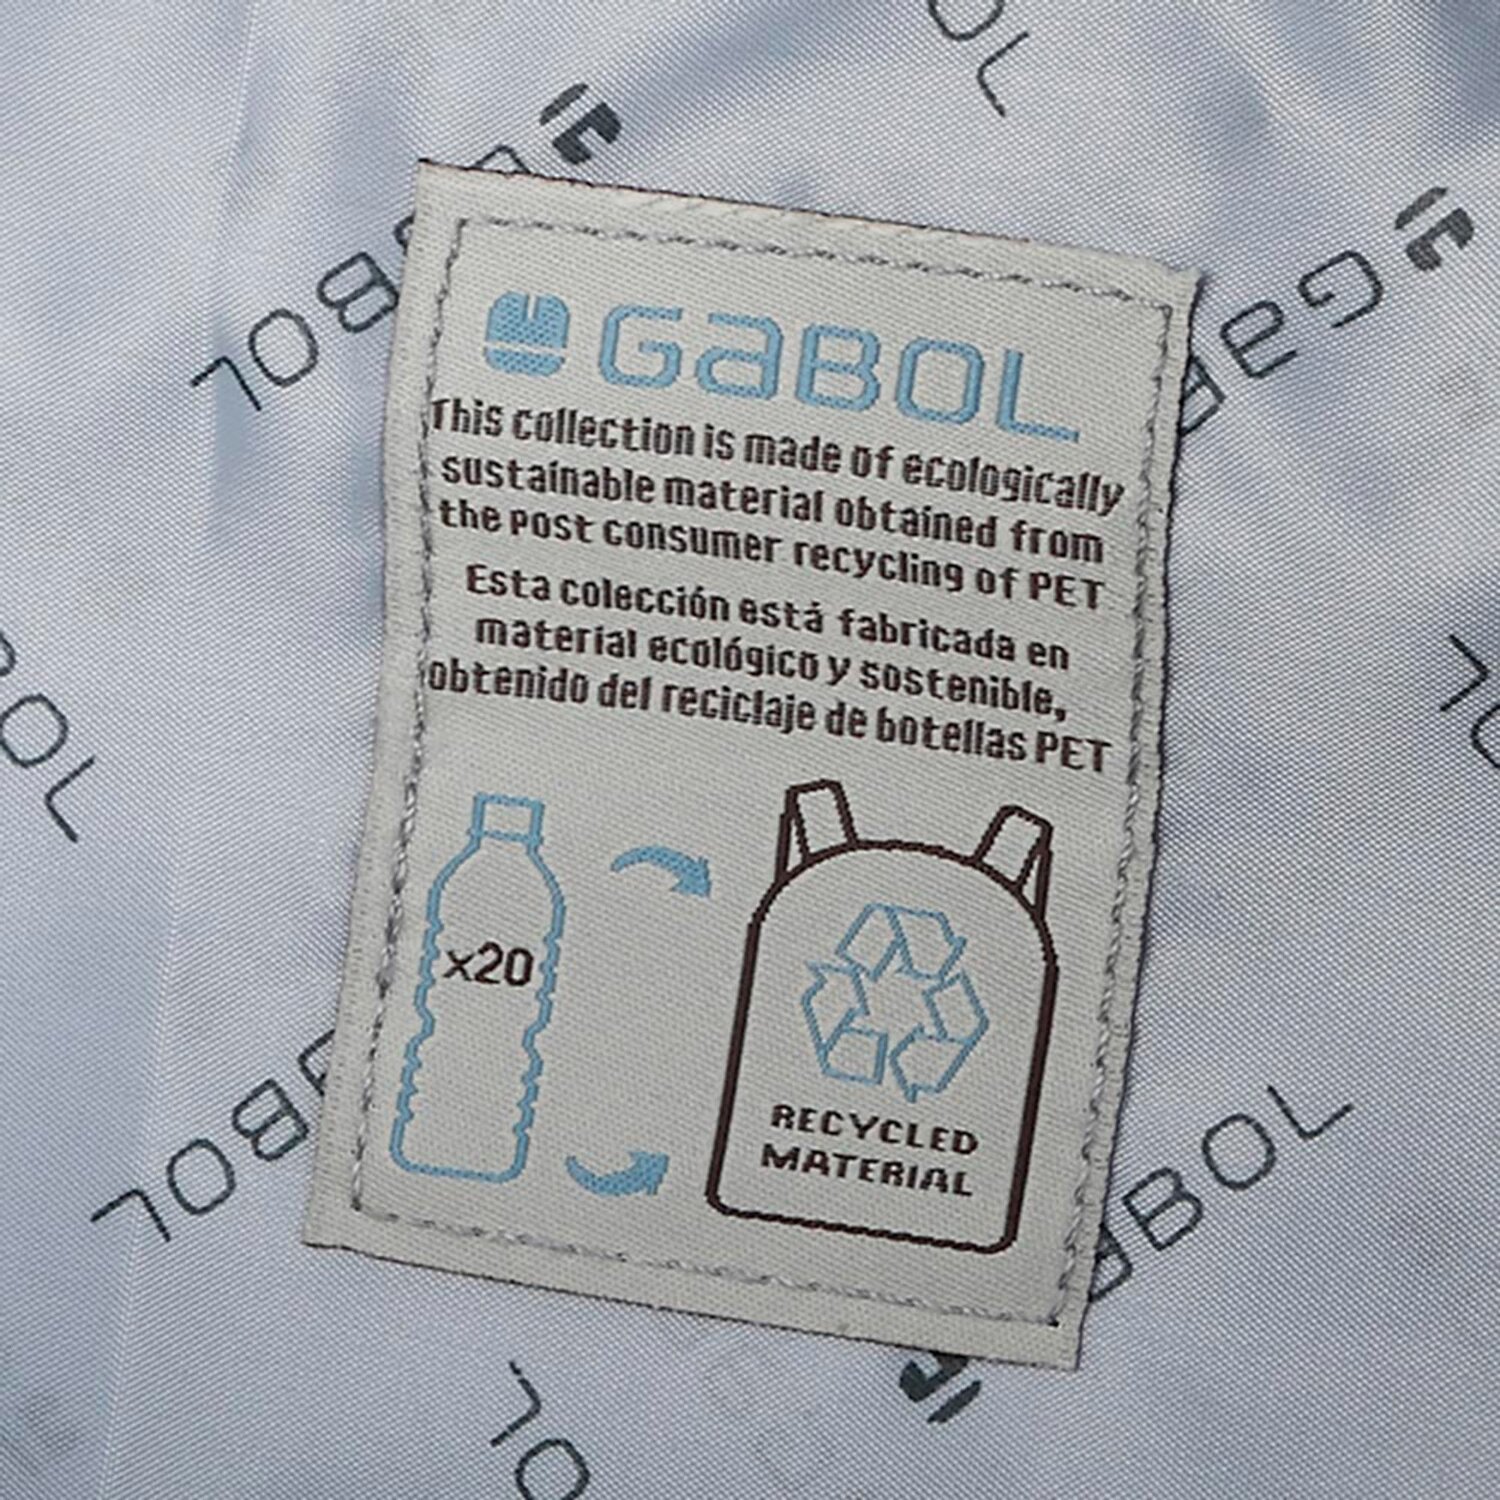 GABOL
This collection is made of ecologically
sustainable material obtained from
the post consumer recycling of PET
Esta colección está fabricada en
material ecológico y sostenible,
obtenido del reciclaje de botellas PET
x20
RECYCLED
MATERIAL